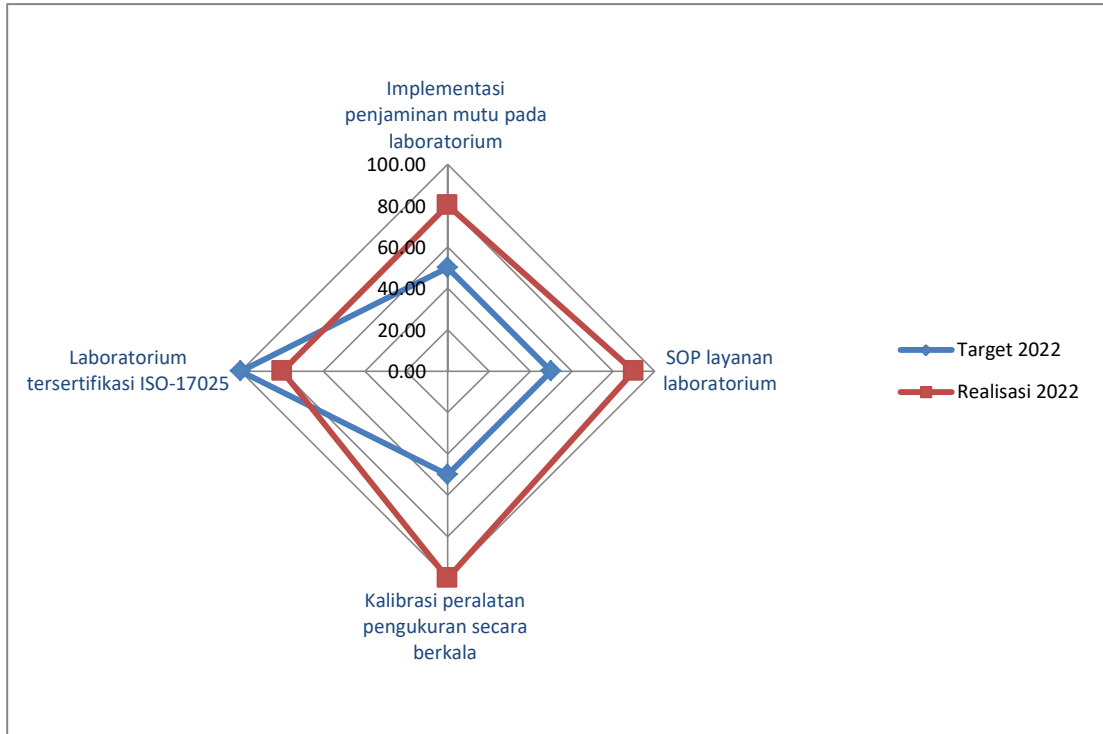 Implementasi
penjaminan mutu pada
laboratorium
100.00
80.00
60.00
40.00
20.00
0.00
Laboratorium
tersertifikasi ISO-17025
SOP layanan
laboratorium
Target 2022
Realisasi 2022
Kalibrasi peralatan
pengukuran secara
berkala